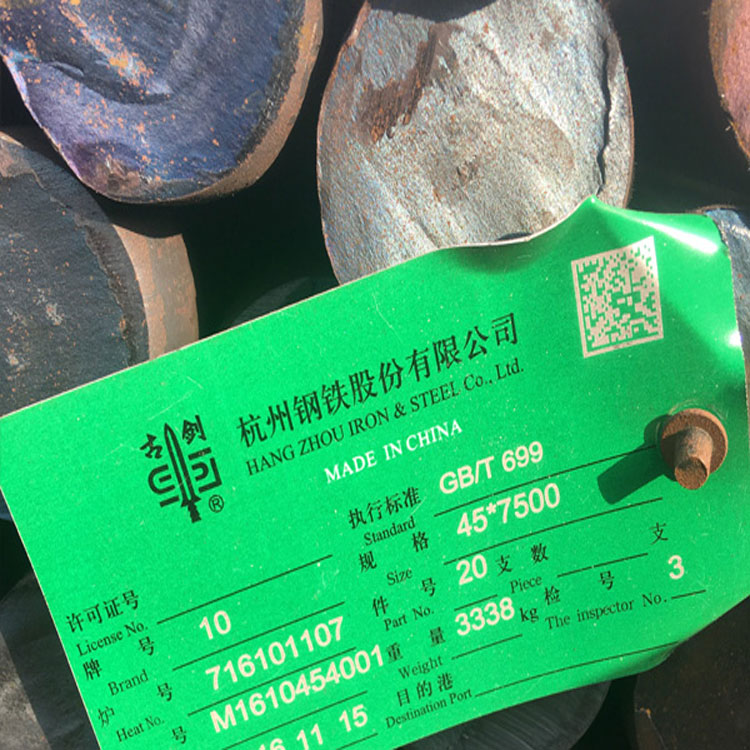 古剑
®
杭州钢铁股份有限公司
HANG ZHOU IRON & STEEL Co., Ltd.
MADE IN CHINA
执行标准 GB/T 699
Standard
规格 45*7500
Size
许可证号
License No.
牌号 10
Brand
件号 20 支数 支
Part No. Piece
炉号 716101107
Heat No.
重量 3338 kg 检号 3
Weight The inspector No.
号 M1610454001
目的港
Destination Port
16 11 15